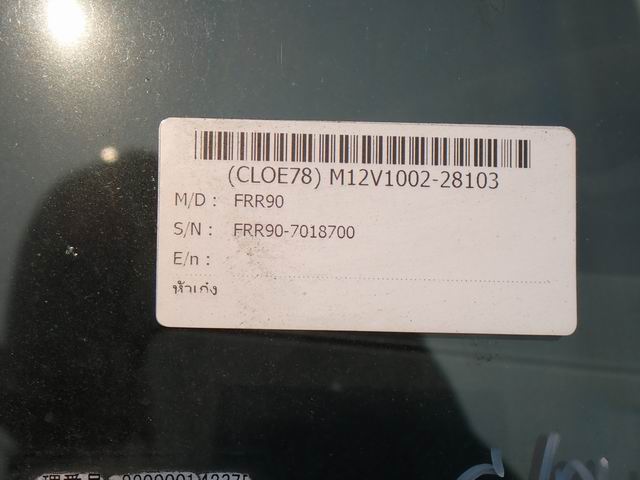 (CLOE78) M12V1002-28103
M/D : FRR90
S/N : FRR90-7018700
E/n :
หัวเก๋ง